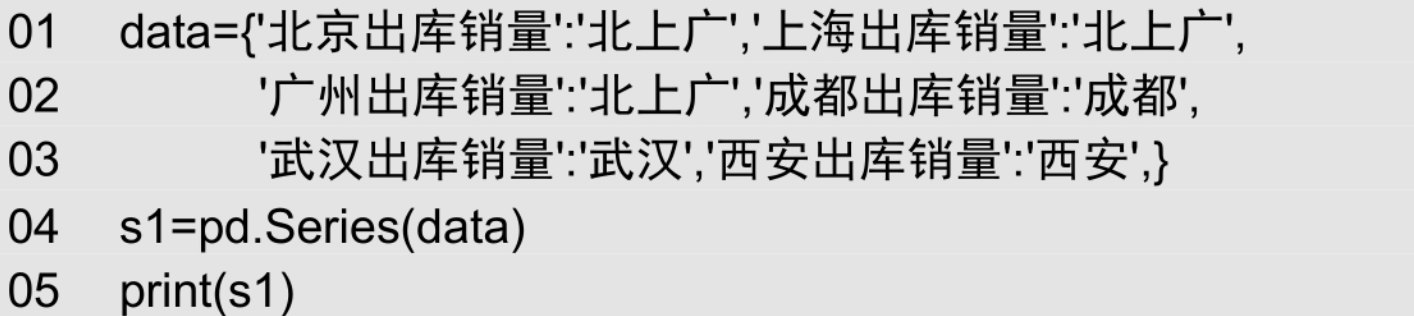 01 data={'北京出库销量':'北上广','上海出库销量':'北上广',
02 '广州出库销量':'北上广','成都出库销量':'成都',
03 '武汉出库销量':'武汉','西安出库销量':'西安',}
04 s1=pd.Series(data)
05 print(s1)